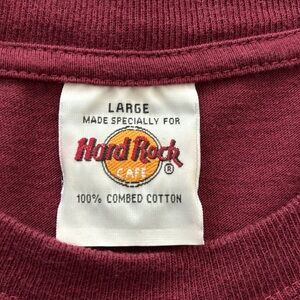 LARGE
MADE SPECIALLY FOR
Hard Rock
CAFE ®
100% COMBED COTTON